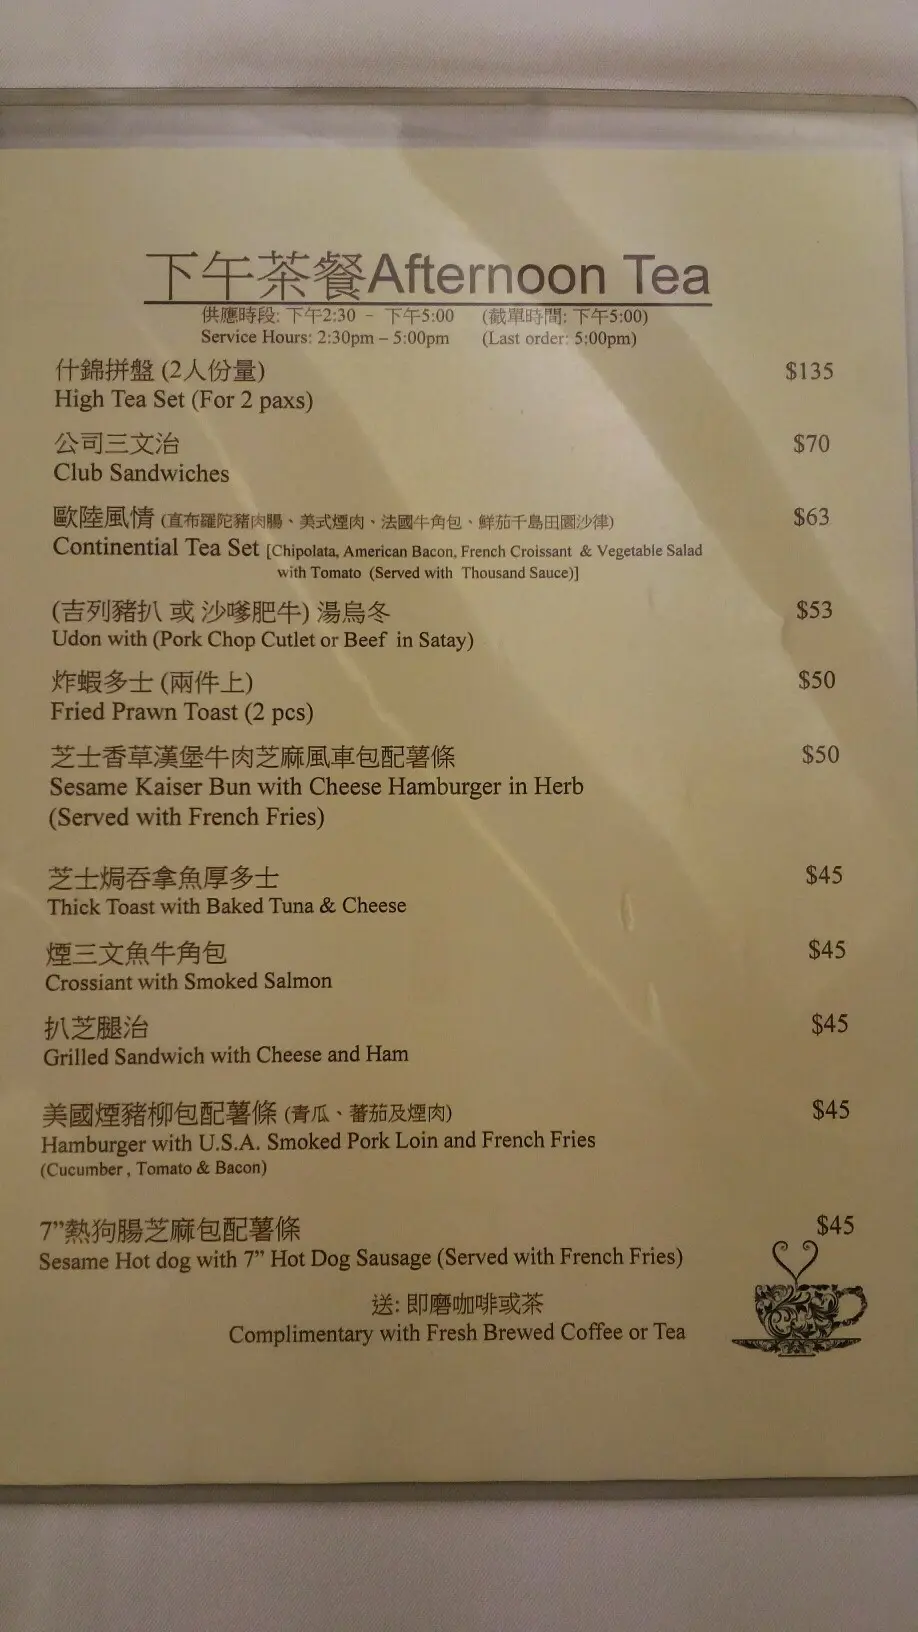 下午茶餐Afternoon Tea
供應時段: 下午2:30 – 下午5:00 (截單時間: 下午5:00)
Service Hours: 2:30pm – 5:00pm (Last order: 5:00pm)
什錦拼盤 (2人份量) $135
High Tea Set (For 2 paxs)
公司三文治 $70
Club Sandwiches
歐陸風情 (直布羅陀豬肉腸、美式煙肉、法國牛角包、鮮茄千島田園沙律) $63
Continential Tea Set [Chipolata, American Bacon, French Croissant & Vegetable Salad
with Tomato (Served with Thousand Sauce)]
(吉列豬扒 或 沙嗲肥牛) 湯烏冬 $53
Udon with (Pork Chop Cutlet or Beef in Satay)
炸蝦多士 (兩件上) $50
Fried Prawn Toast (2 pcs)
芝士香草漢堡牛肉芝麻風車包配薯條 $50
Sesame Kaiser Bun with Cheese Hamburger in Herb
(Served with French Fries)
芝士焗吞拿魚厚多士 $45
Thick Toast with Baked Tuna & Cheese
煙三文魚牛角包 $45
Crossiant with Smoked Salmon
扒芝腿治 $45
Grilled Sandwich with Cheese and Ham
美國煙豬柳包配薯條 (青瓜、蕃茄及煙肉) $45
Hamburger with U.S.A. Smoked Pork Loin and French Fries
(Cucumber , Tomato & Bacon)
7”熱狗腸芝麻包配薯條 $45
Sesame Hot dog with 7” Hot Dog Sausage (Served with French Fries)
送: 即磨咖啡或茶
Complimentary with Fresh Brewed Coffee or Tea